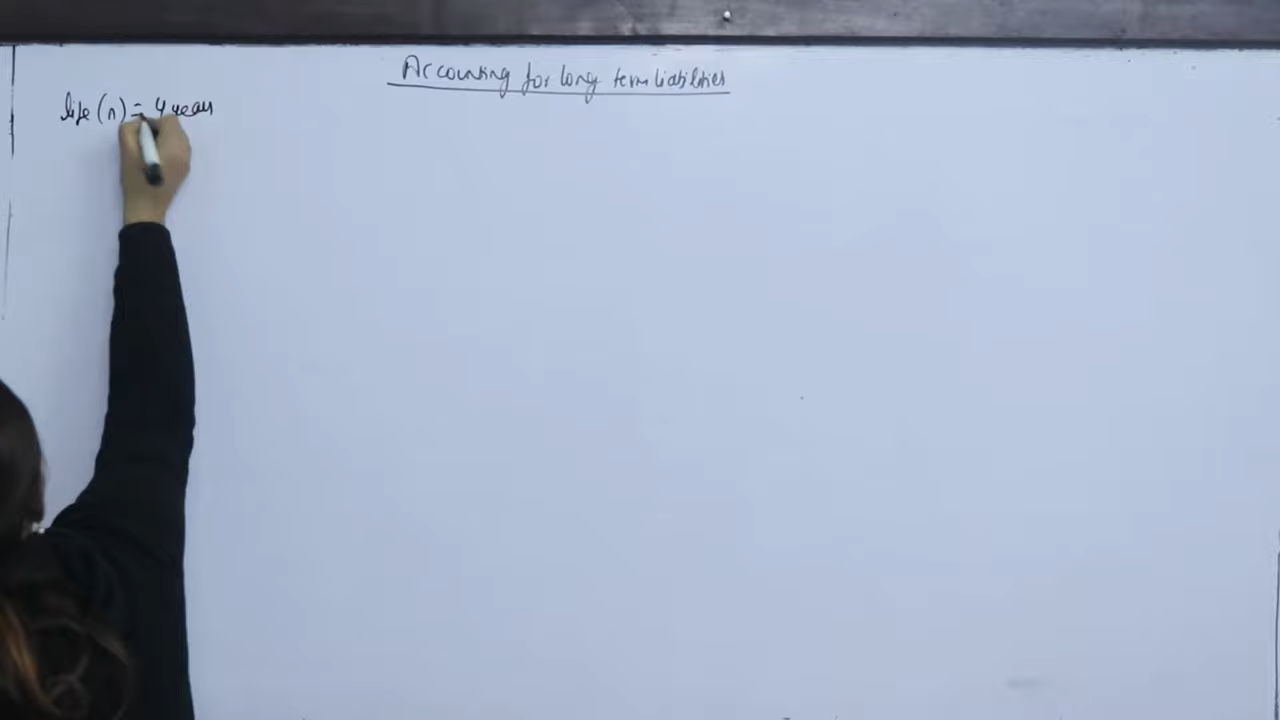 Accounting for long term liabilities
life (n) = 4 years